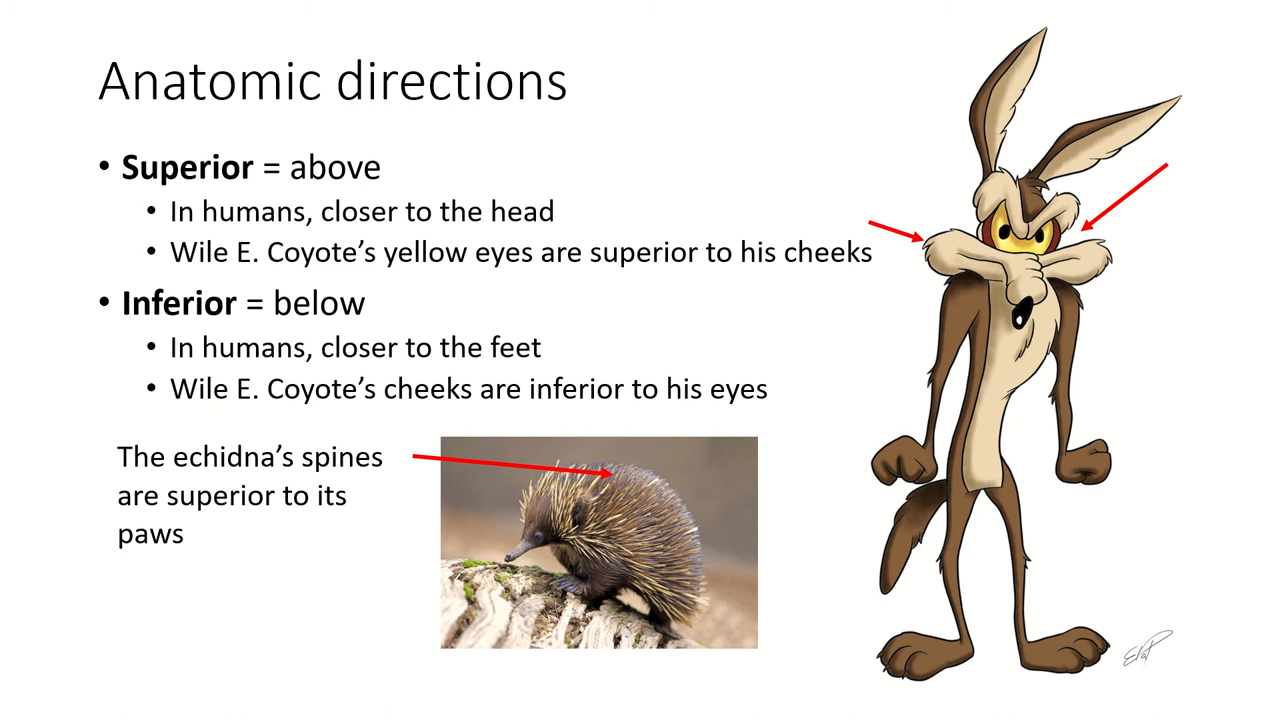 Anatomic directions
• Superior = above
• In humans, closer to the head
• Wile E. Coyote’s yellow eyes are superior to his cheeks
• Inferior = below
• In humans, closer to the feet
• Wile E. Coyote’s cheeks are inferior to his eyes
The echidna’s spines
are superior to its
paws